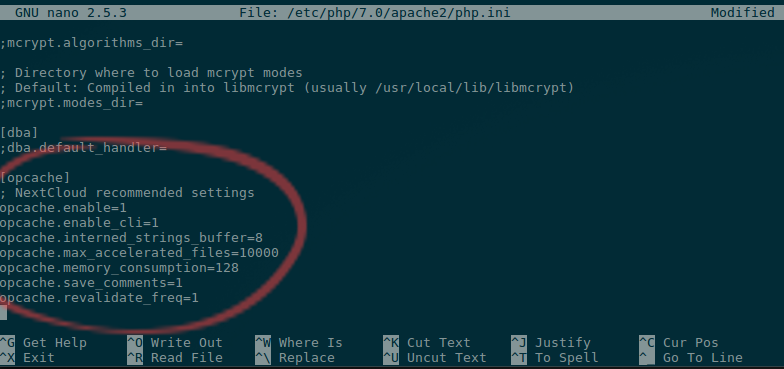 GNU nano 2.5.3 File: /etc/php/7.0/apache2/php.ini Modified
;mcrypt.algorithms_dir=
; Directory where to load mcrypt modes
; Default: Compiled in into libmcrypt (usually /usr/local/lib/libmcrypt)
;mcrypt.modes_dir=
[dba]
;dba.default_handler=
[opcache]
; NextCloud recommended settings
opcache.enable=1
opcache.enable_cli=1
opcache.interned_strings_buffer=8
opcache.max_accelerated_files=10000
opcache.memory_consumption=128
opcache.save_comments=1
opcache.revalidate_freq=1
^G Get Help ^O Write Out ^W Where Is ^K Cut Text ^J Justify ^C Cur Pos
^X Exit ^R Read File ^\ Replace ^U Uncut Text ^T To Spell ^_ Go To Line